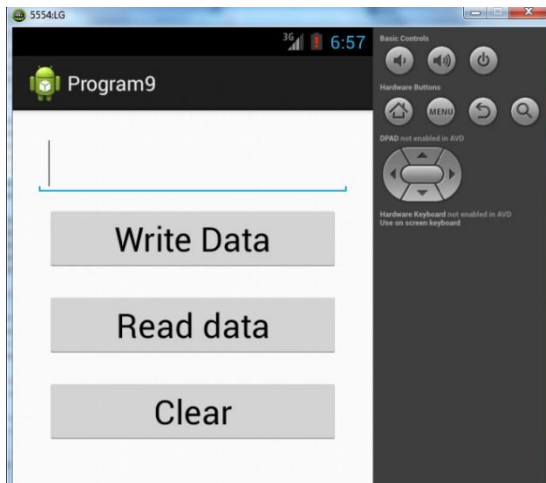 5554:LG
3G 6:57
Program9
Write Data
Read data
Clear
Basic Controls
Hardware Buttons
MENU
DPAD not enabled in AVD
Hardware Keyboard not enabled in AVD
Use on screen keyboard